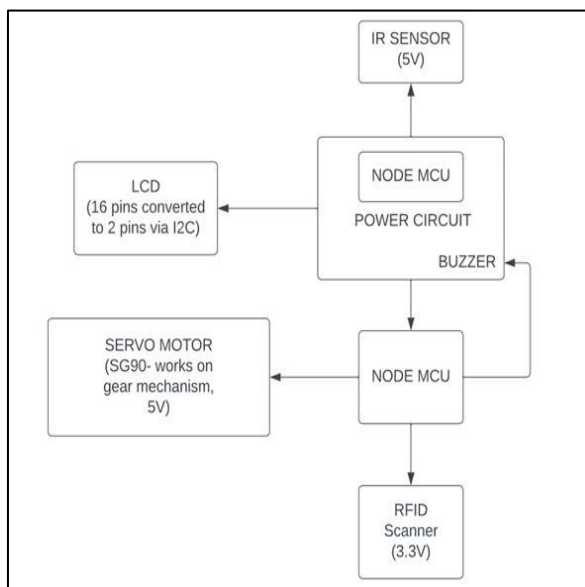 IR SENSOR
(5V)
NODE MCU
POWER CIRCUIT
BUZZER
LCD
(16 pins converted
to 2 pins via I2C)
SERVO MOTOR
(SG90- works on
gear mechanism,
5V)
NODE MCU
RFID
Scanner
(3.3V)